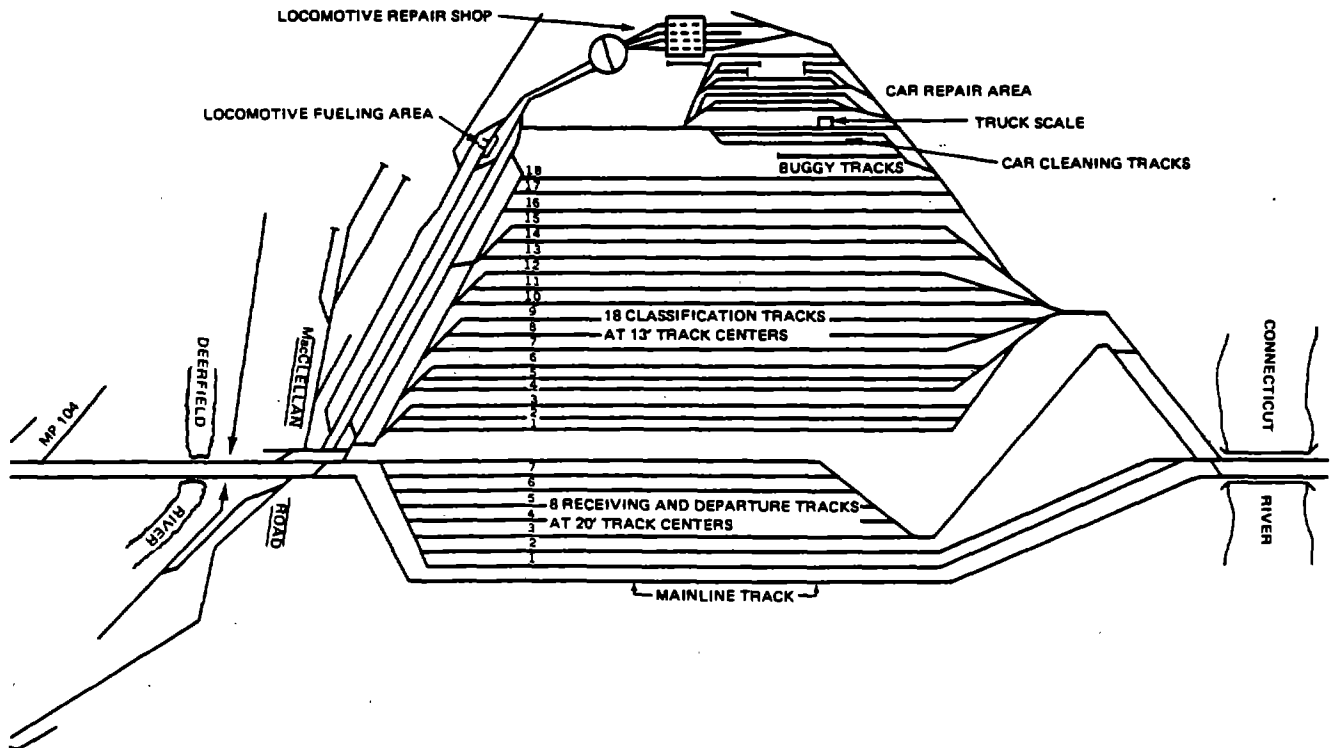 LOCOMOTIVE REPAIR SHOP
LOCOMOTIVE FUELING AREA
CAR REPAIR AREA
TRUCK SCALE
CAR CLEANING TRACKS
BUGGY TRACKS
18
17
16
15
14
13
12
11
10
9
8
7
6
5
4
3
2
1
18 CLASSIFICATION TRACKS
AT 13' TRACK CENTERS
MP 104
DEERFIELD
RIVER
MacCLELLAN
ROAD
7
6
5
4
3
2
1
8 RECEIVING AND DEPARTURE TRACKS
AT 20' TRACK CENTERS
MAINLINE TRACK
CONNECTICUT
RIVER